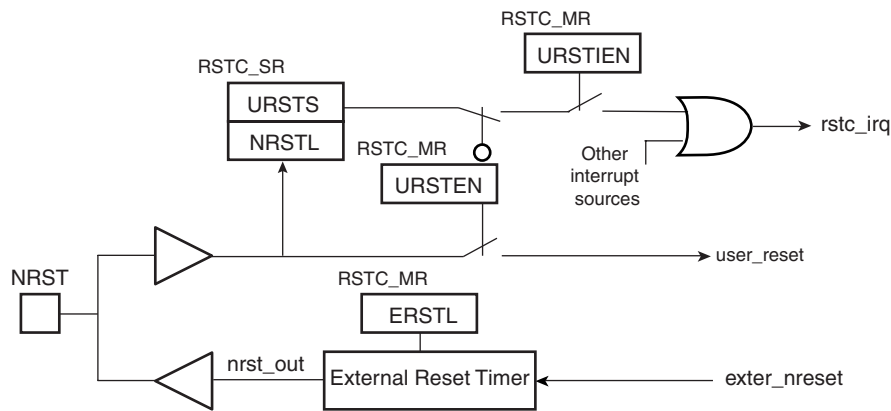 RSTC_MR
URSTIEN
RSTC_SR
URSTS
NRSTL
rstc_irq
RSTC_MR
Other
interrupt
sources
URSTEN
user_reset
NRST
RSTC_MR
ERSTL
nrst_out
External Reset Timer
exter_nreset